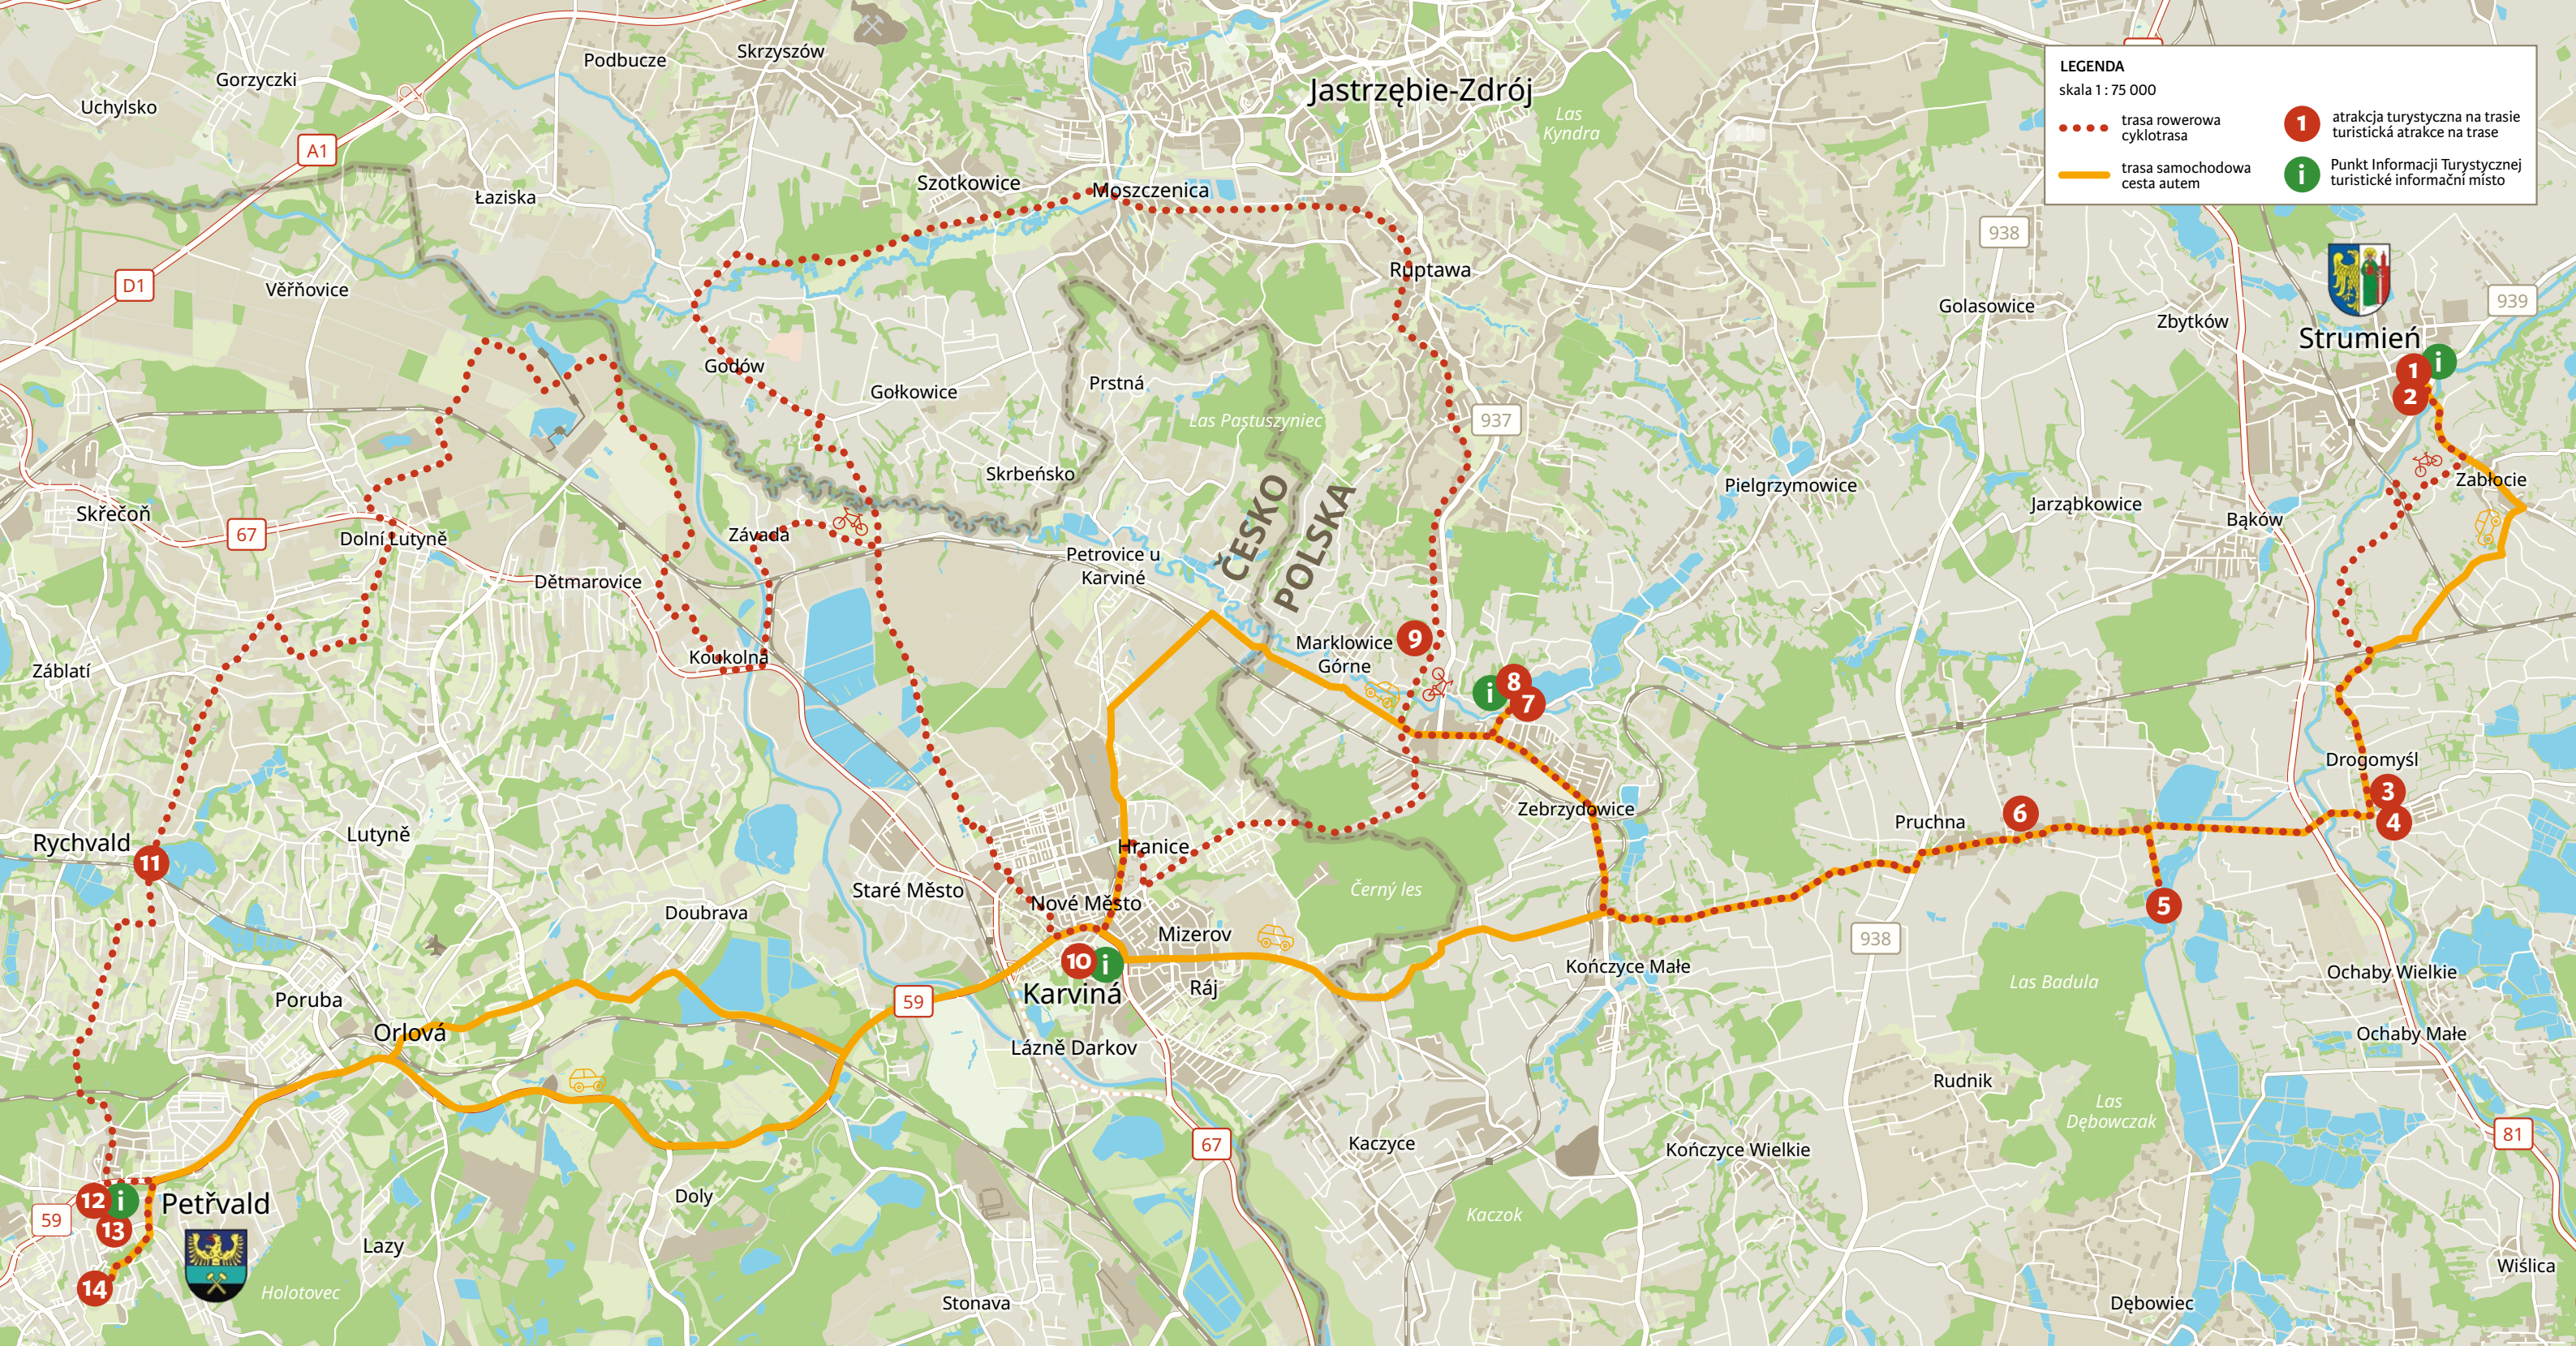 LEGENDA
skala 1 : 75 000
trasa rowerowa
cyklotrasa
trasa samochodowa
cesta autem
1
atrakcja turystyczna na trasie
turistická atrakce na trase
i
Punkt Informacji Turystycznej
turistické informační místo
Gorzyczki
Uchylsko
Podbucze
Skrzyszów
Jastrzębie-Zdrój
Las
Kyndra
A1
Łaziska
Szotkowice
Moszczenica
938
D1
Věřňovice
Ruptawa
Golasowice
Zbytków
939
Strumień
1
i
2
Godów
Gołkowice
Prstná
Las Pastuszyniec
937
Skrbeńsko
ČESKO
POLSKA
Pielgrzymowice
Jarząbkowice
Bąków
Zabłocie
Skřečoň
67
Dolní Lutyně
Závada
Dětmarovice
Petrovice u
Karviné
Koukolná
Záblatí
Marklowice
Górne
9
i
8
7
Zebrzydowice
Drogomyśl
3
4
6
Pruchna
5
Rychvald
11
Lutyně
Hranice
Staré Město
Nové Město
Černý les
Doubrava
Mizerov
10
i
Karviná
Ráj
938
Kończyce Małe
Las Badula
Ochaby Wielkie
Ochaby Małe
Poruba
Orlová
59
Lázně Darkov
Rudnik
Las
Dębowczak
81
67
Kaczyce
Kończyce Wielkie
12
i
13
59
Petřvald
14
Lazy
Holotovec
Doly
Stonava
Kaczok
Wiślica
Dębowiec